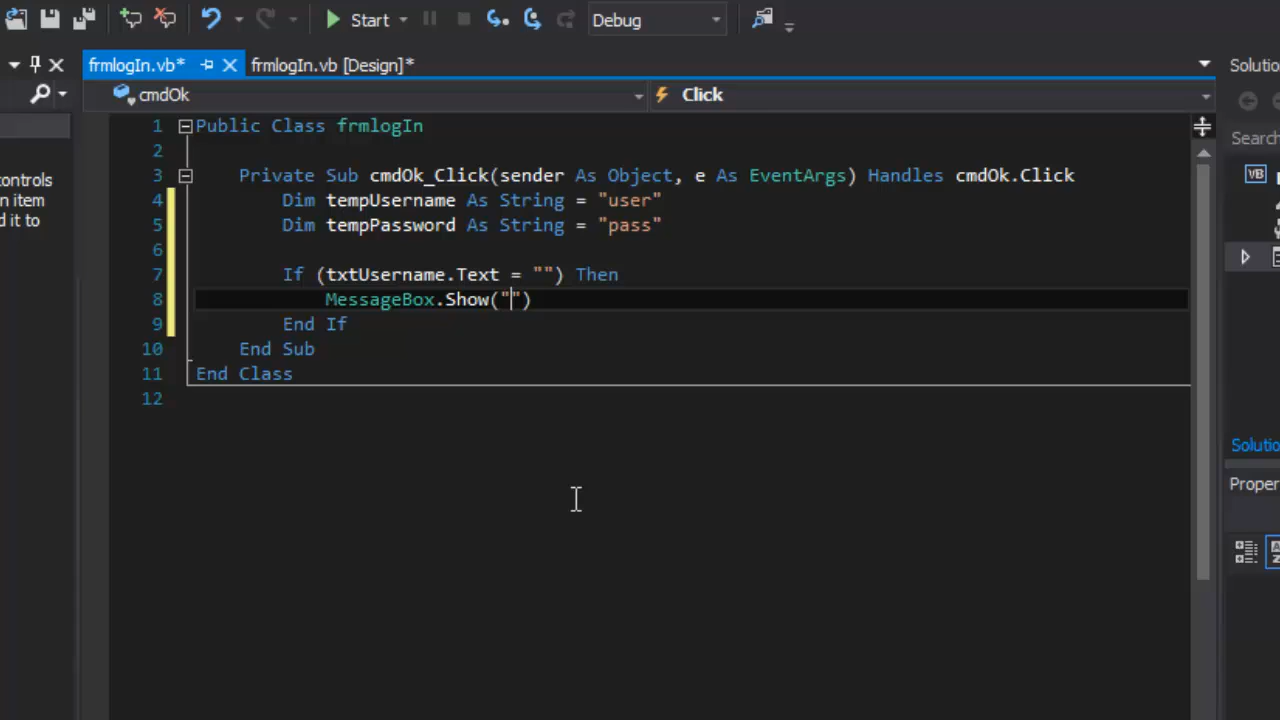 Start
Debug
frmlogIn.vb*
frmlogIn.vb [Design]*
Solutio
cmdOk
Click
Search
1 Public Class frmlogIn
2
3 Private Sub cmdOk_Click(sender As Object, e As EventArgs) Handles cmdOk.Click
4 Dim tempUsername As String = "user"
5 Dim tempPassword As String = "pass"
6
7 If (txtUsername.Text = "") Then
8 MessageBox.Show("")
9 End If
10 End Sub
11 End Class
12
ontrols
n item
d it to
VB
Solutio
Proper